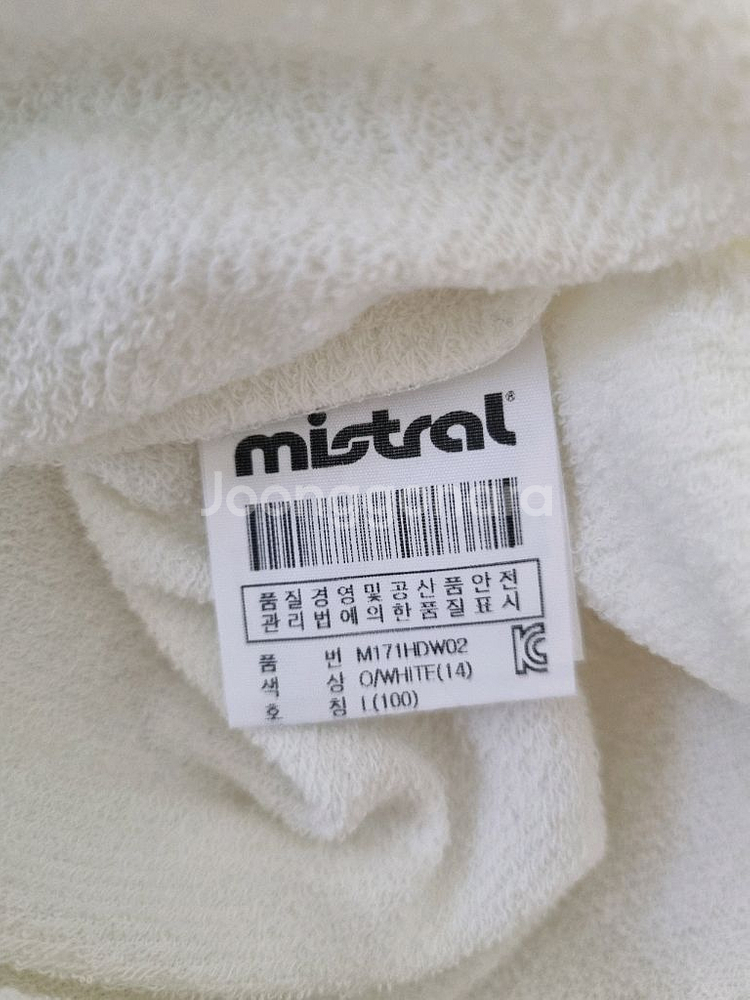 mistral®
Joonggonara
품질경영및공산품안전
관리법에의한품질표시
품 번 M171HDW02
색 상 O/WHITE(14)
호 칭 L(100)